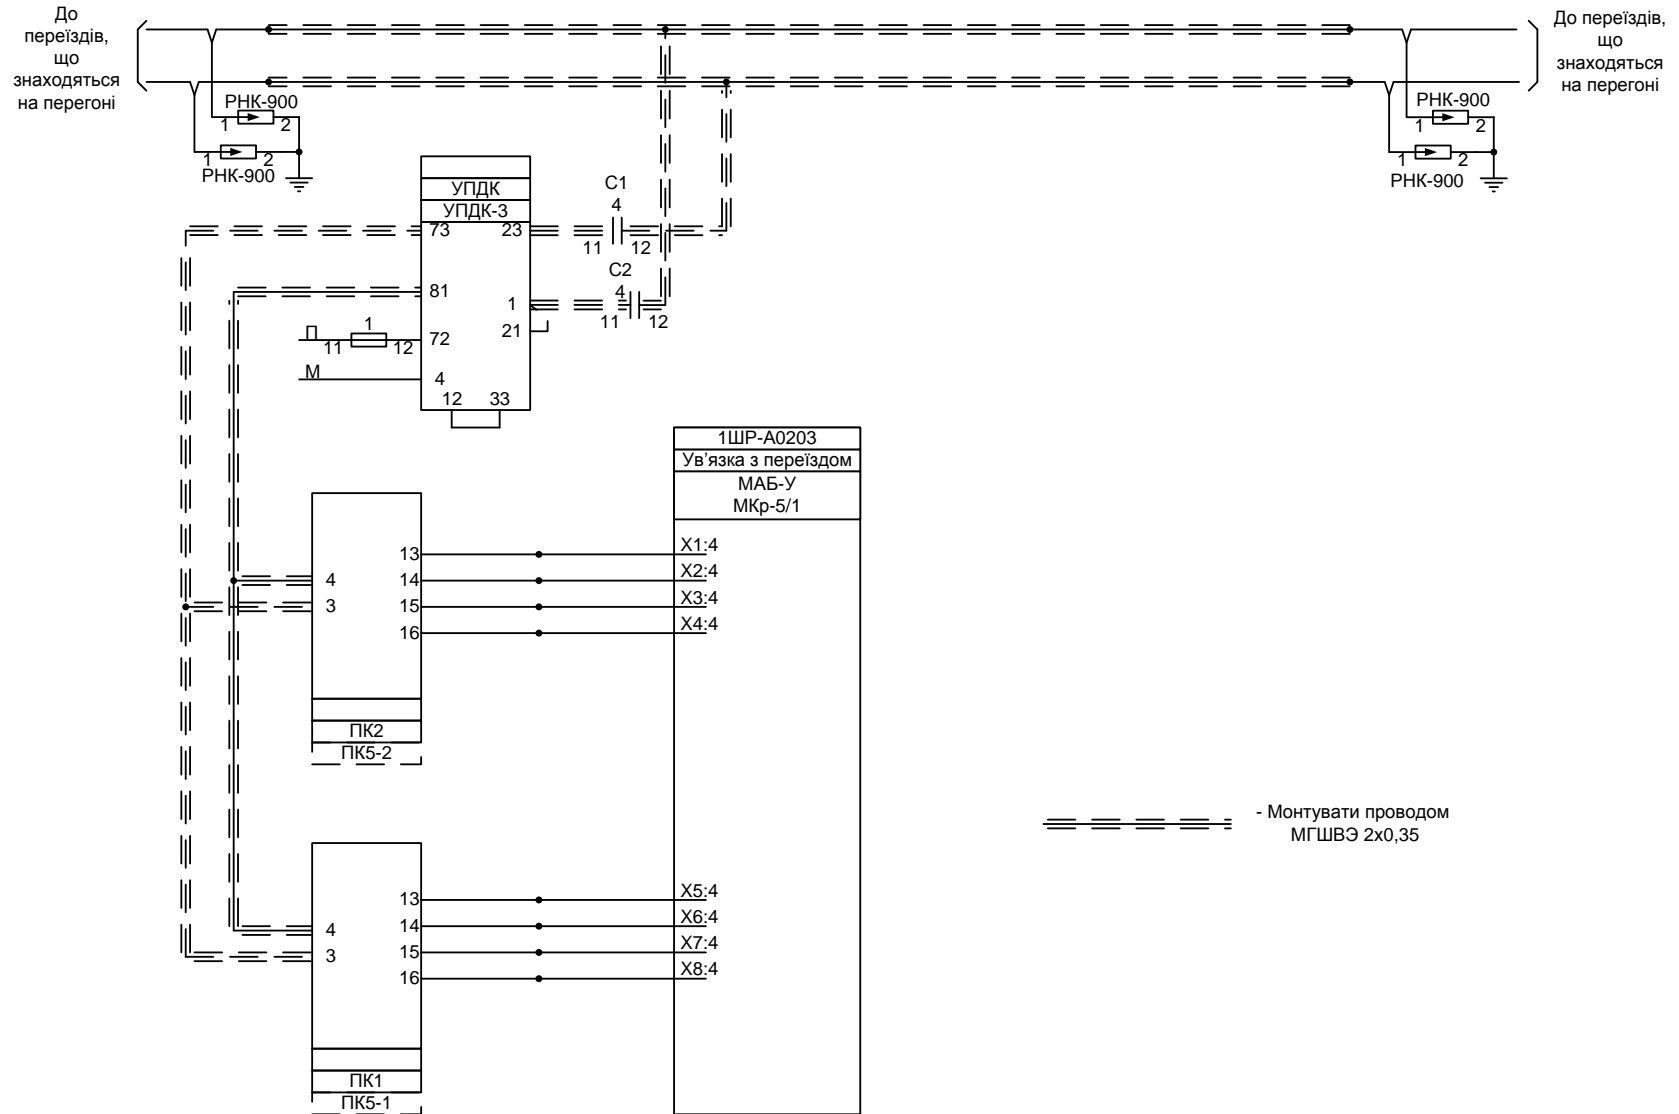 До
переїздів,
що
знаходяться
на перегоні
До переїздів,
що
знаходяться
на перегоні
РНК-900
1 2
1 2
РНК-900
РНК-900
1 2
1 2
РНК-900
УПДК
УПДК-3
73 23
81 1
72 21
4
12 33
С1
4
11 12
С2
4
11 12
П 11 1 12
М
1ШР-А0203
Ув’язка з переїздом
МАБ-У
МКр-5/1
13 Х1:4
4 14 Х2:4
3 15 Х3:4
16 Х4:4
ПК2
ПК5-2
- Монтувати проводом
МГШВЭ 2х0,35
13 Х5:4
4 14 Х6:4
3 15 Х7:4
16 Х8:4
ПК1
ПК5-1